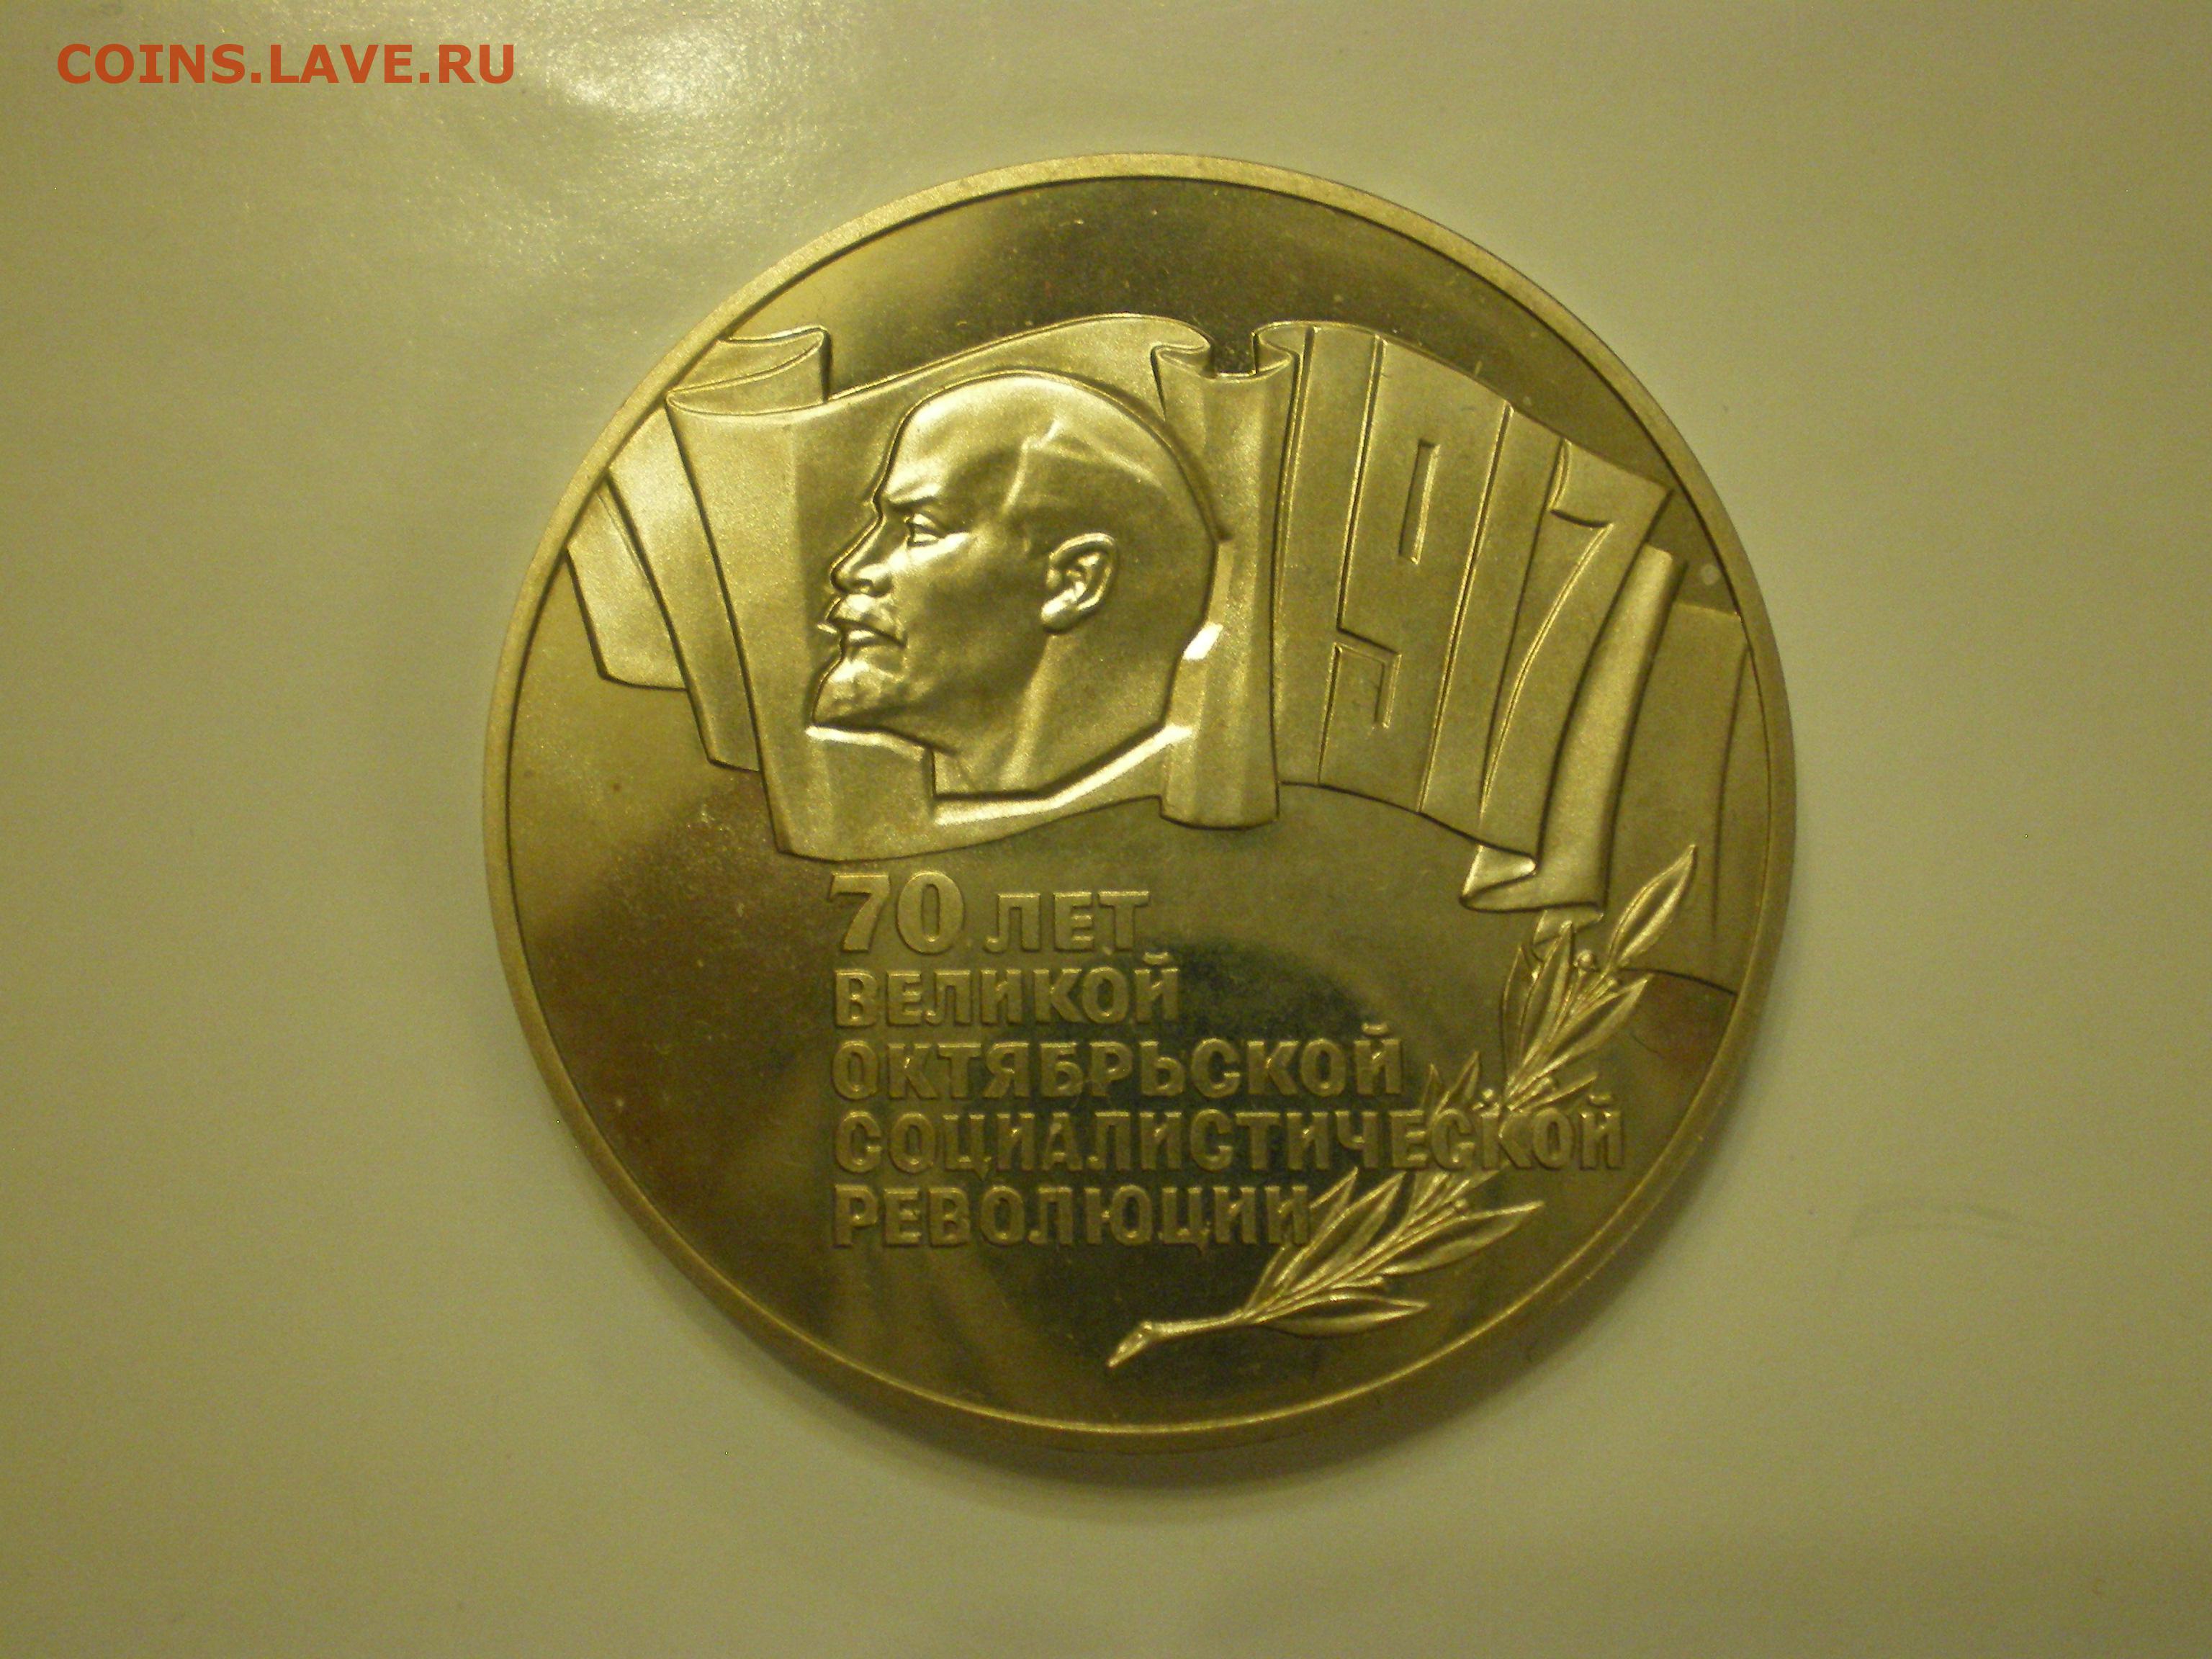 COINS.LAVE.RU
1917
70 ЛЕТ
ВЕЛИКОЙ
ОКТЯБРЬСКОЙ
СОЦИАЛИСТИЧЕСКОЙ
РЕВОЛЮЦИИ